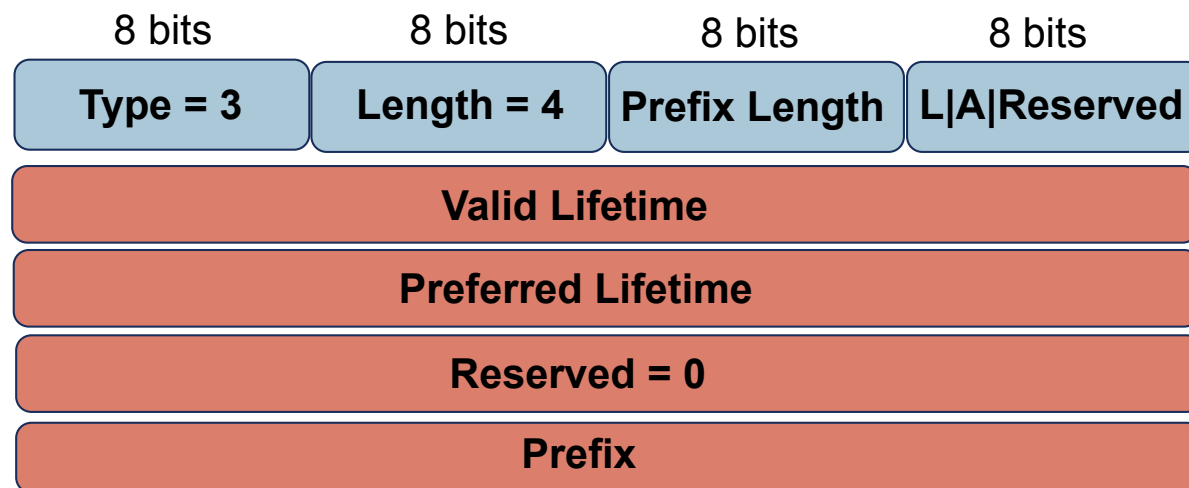 8 bits 8 bits 8 bits 8 bits
Type = 3 Length = 4 Prefix Length L|A|Reserved
Valid Lifetime
Preferred Lifetime
Reserved = 0
Prefix